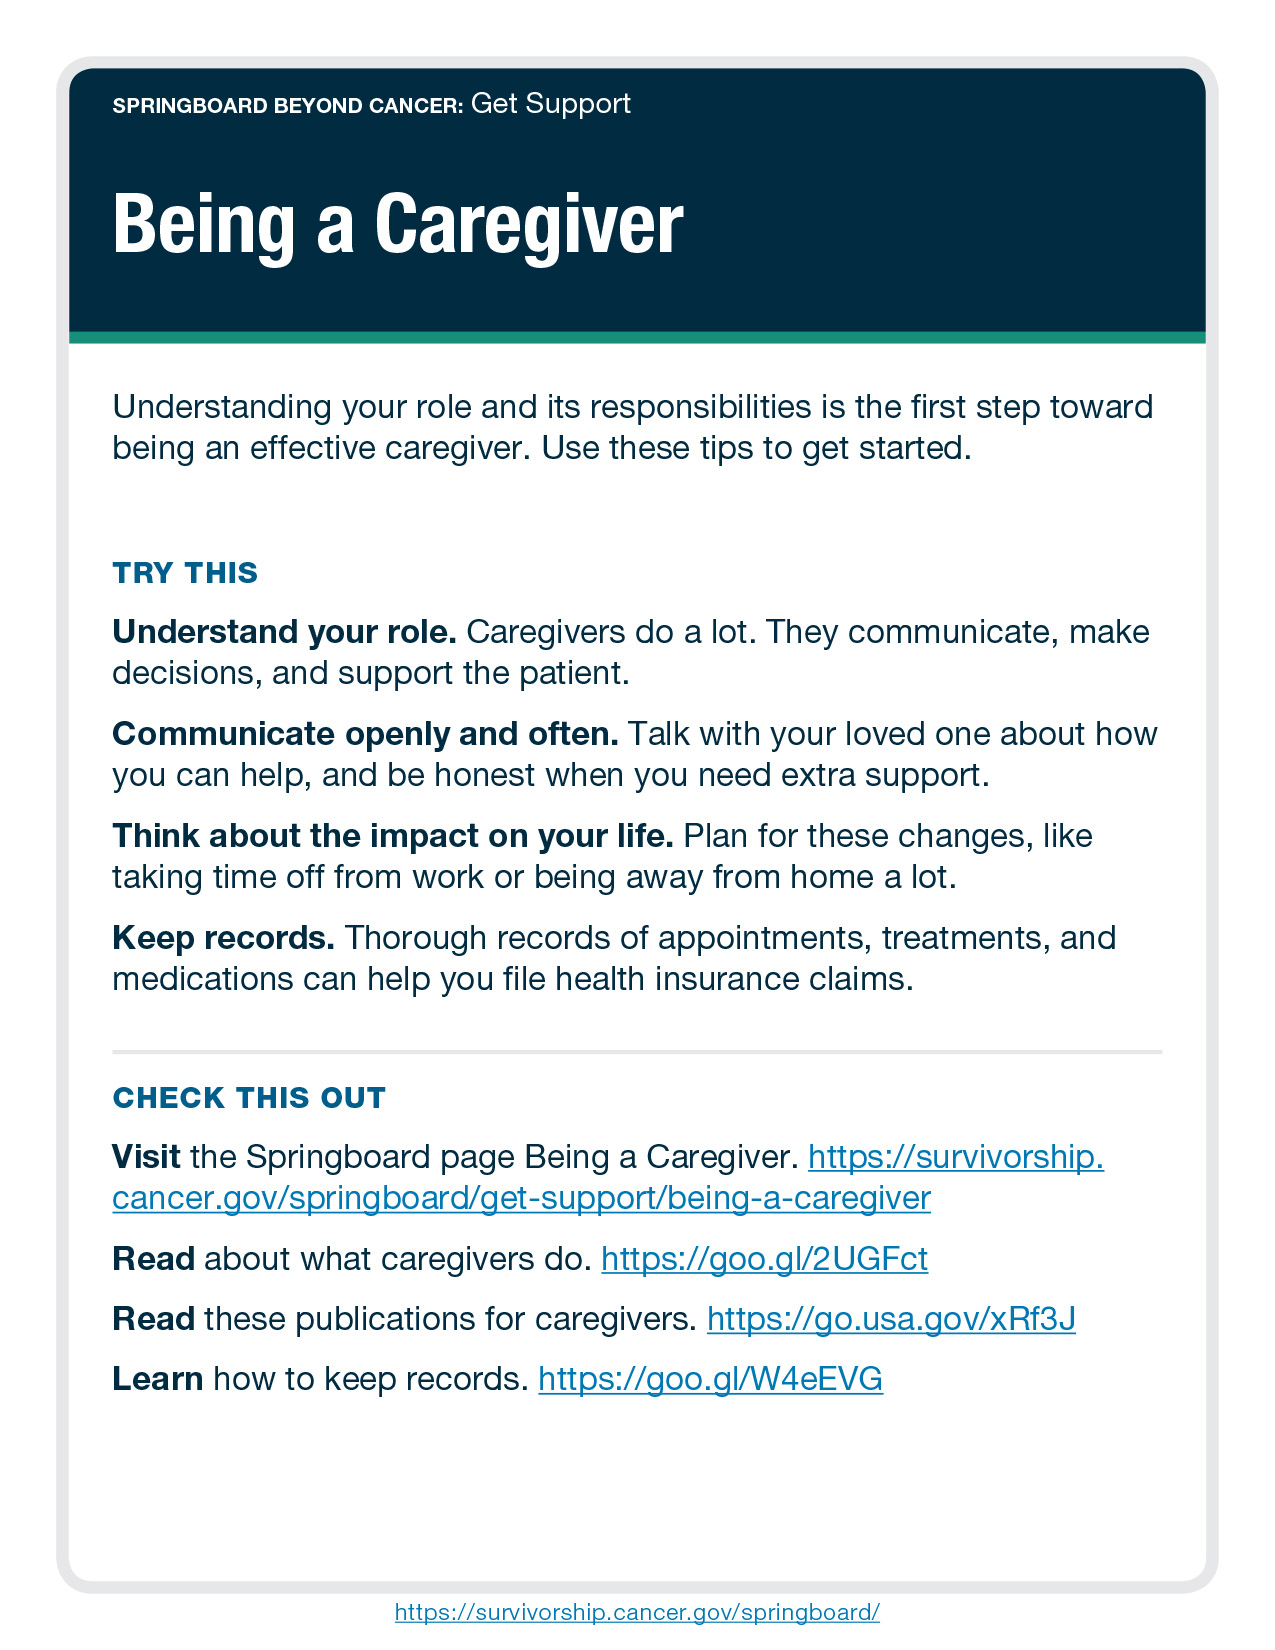 SPRINGBOARD BEYOND CANCER: Get Support
Being a Caregiver
Understanding your role and its responsibilities is the first step toward
being an effective caregiver. Use these tips to get started.
TRY THIS
Understand your role. Caregivers do a lot. They communicate, make
decisions, and support the patient.
Communicate openly and often. Talk with your loved one about how
you can help, and be honest when you need extra support.
Think about the impact on your life. Plan for these changes, like
taking time off from work or being away from home a lot.
Keep records. Thorough records of appointments, treatments, and
medications can help you file health insurance claims.
CHECK THIS OUT
Visit the Springboard page Being a Caregiver. https://survivorship.
cancer.gov/springboard/get-support/being-a-caregiver
Read about what caregivers do. https://goo.gl/2UGFct
Read these publications for caregivers. https://go.usa.gov/xRf3J
Learn how to keep records. https://goo.gl/W4eEVG
https://survivorship.cancer.gov/springboard/